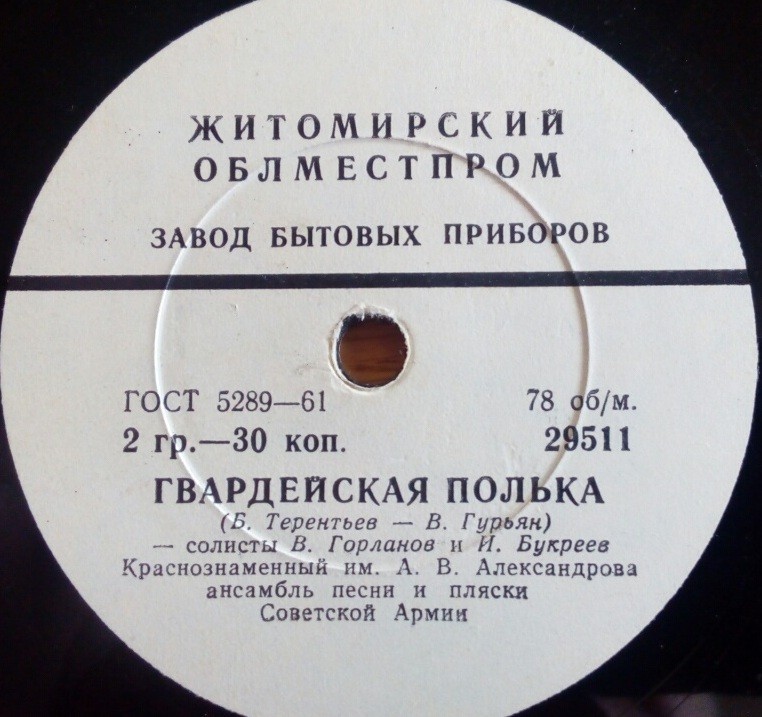 ЖИТОМИРСКИЙ
ОБЛМЕСТПРОМ
ЗАВОД БЫТОВЫХ ПРИБОРОВ
ГОСТ 5289—61 78 об/м.
2 гр.—30 коп. 29511
ГВАРДЕЙСКАЯ ПОЛЬКА
(Б. Терентьев — В. Гурьян)
— солисты В. Горланов и И. Букреев
Краснознаменный им. А. В. Александрова
ансамбль песни и пляски
Советской Армии